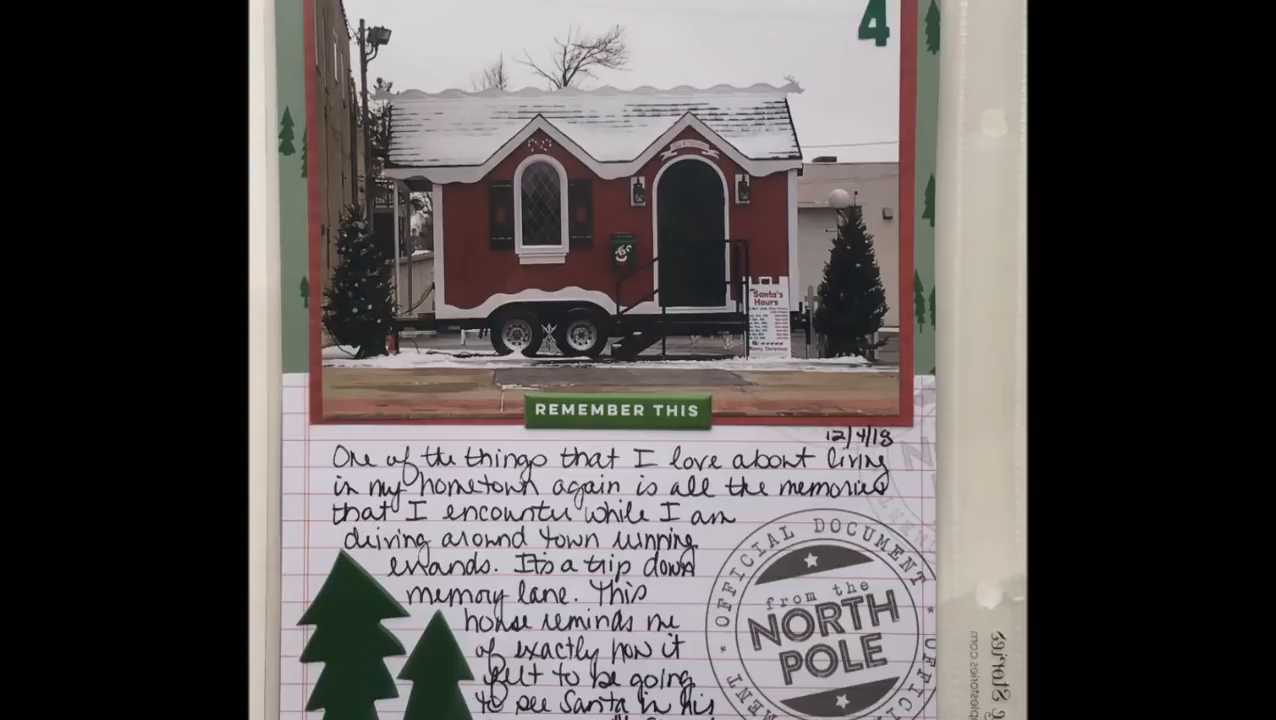 4
Santa's
Hours
Merry Christmas
REMEMBER THIS
12/4/18
One of the things that I love about living
in my hometown again is all the memories
that I encounter while I am
driving around town running
errands. It's a trip down
memory lane. This
house reminds me
of exactly how it
felt to be going
to see Santa in his
OFFICIAL DOCUMENT
from the
NORTH
POLE